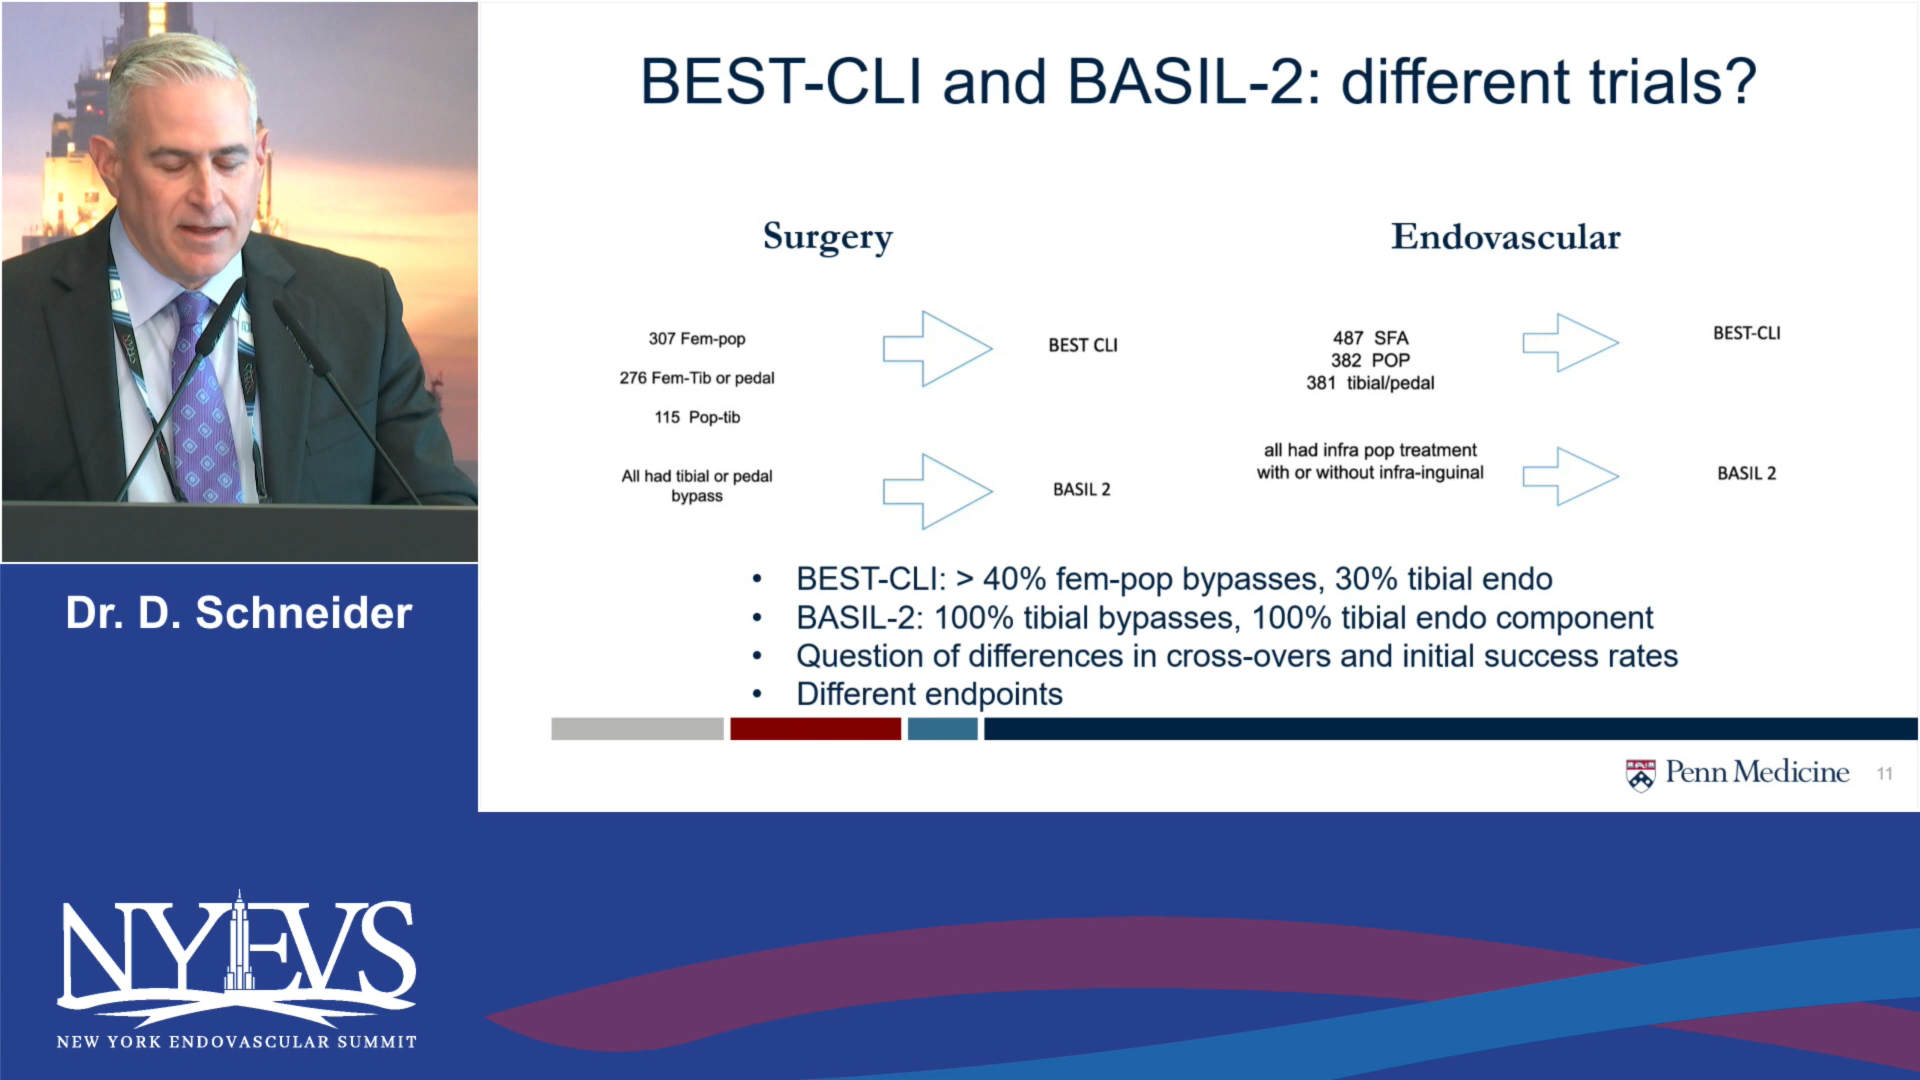 BEST-CLI and BASIL-2: different trials?
Surgery
307 Fem-pop
276 Fem-Tib or pedal
115 Pop-tib
BEST CLI
All had tibial or pedal
bypass
BASIL 2
Endovascular
487 SFA
382 POP
381 tibial/pedal
BEST-CLI
all had infra pop treatment
with or without infra-inguinal
BASIL 2
• BEST-CLI: > 40% fem-pop bypasses, 30% tibial endo
• BASIL-2: 100% tibial bypasses, 100% tibial endo component
• Question of differences in cross-overs and initial success rates
• Different endpoints
Penn Medicine
11
Dr. D. Schneider
NYEVS
NEW YORK ENDOVASCULAR SUMMIT